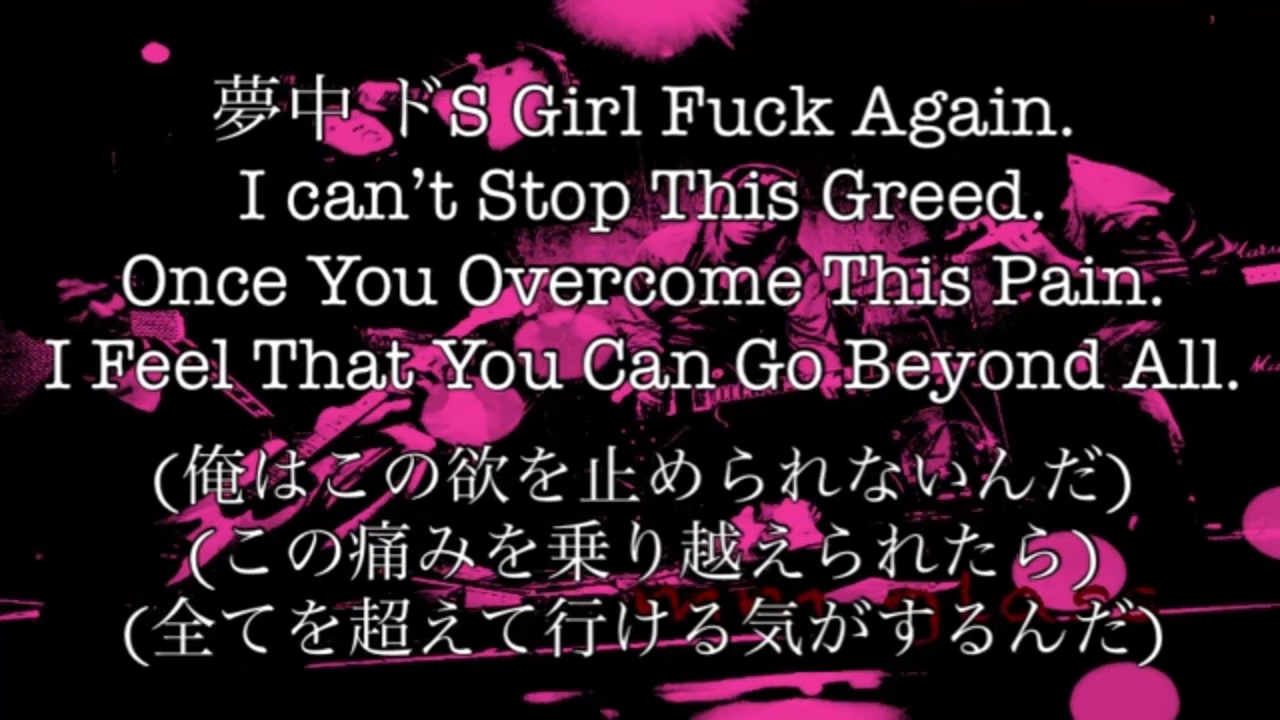 夢中 ドS Girl Fuck Again.
I can't Stop This Greed.
Once You Overcome This Pain.
I Feel That You Can Go Beyond All.
(俺はこの欲を止められないんだ)
(この痛みを乗り越えられたら)
(全てを超えて行ける気がするんだ)